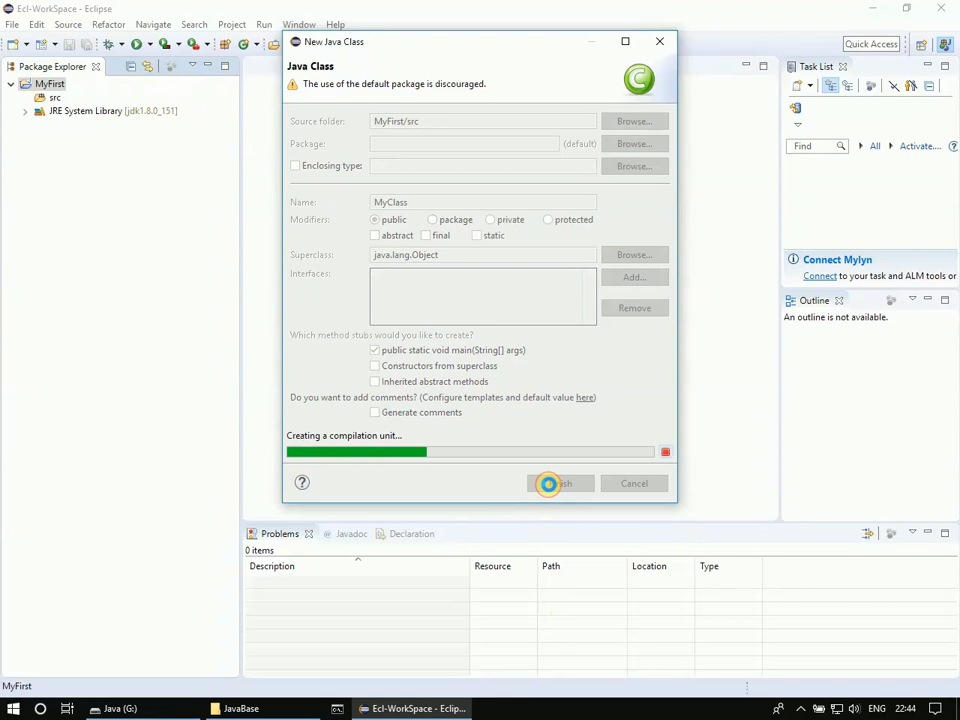 Ecl-WorkSpace - Eclipse
File Edit Source Refactor Navigate Search Project Run Window Help
Quick Access
Package Explorer
MyFirst
src
JRE System Library [jdk1.8.0_151]
New Java Class
Java Class
The use of the default package is discouraged.
Source folder: MyFirst/src Browse...
Package: (default) Browse...
Enclosing type: Browse...
Name: MyClass
Modifiers: public package private protected
abstract final static
Superclass: java.lang.Object Browse...
Interfaces: Add...
Remove
Which method stubs would you like to create?
public static void main(String[] args)
Constructors from superclass
Inherited abstract methods
Do you want to add comments? (Configure templates and default value here)
Generate comments
Creating a compilation unit...
Cancel
Task List
Find All Activate...
Connect Mylyn
Connect to your task and ALM tools or
Outline
An outline is not available.
Problems @ Javadoc Declaration
0 items
Description Resource Path Location Type
MyFirst
Java (G:) JavaBase Ecl-WorkSpace - Eclip... ENG 22:44